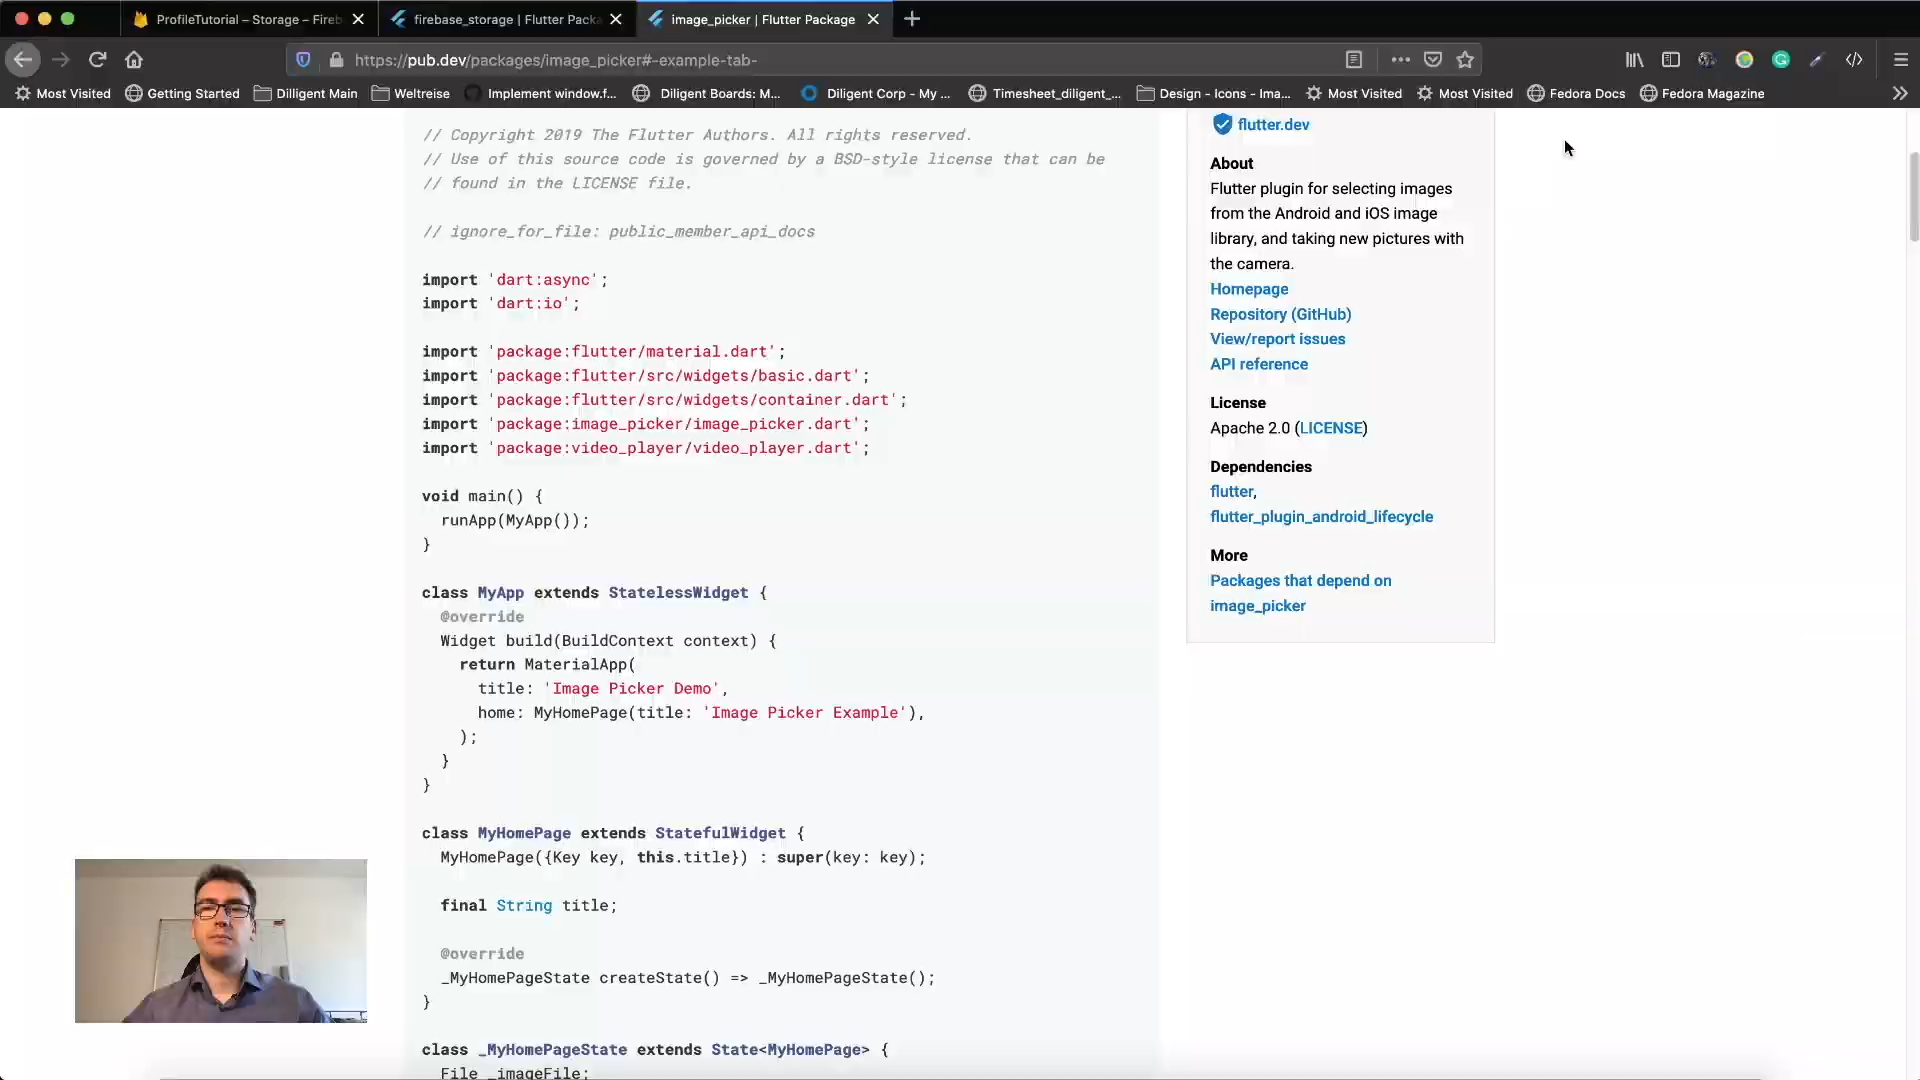 ProfileTutorial – Storage – Fireb
firebase_storage | Flutter Packa
image_picker | Flutter Package
https://pub.dev/packages/image_picker#-example-tab-
Most Visited
Getting Started
Dilligent Main
Weltreise
Implement window.f...
Diligent Boards: M...
Diligent Corp - My ...
Timesheet_diligent_...
Design - Icons - Ima...
Most Visited
Most Visited
Fedora Docs
Fedora Magazine
// Copyright 2019 The Flutter Authors. All rights reserved.
// Use of this source code is governed by a BSD-style license that can be
// found in the LICENSE file.
// ignore_for_file: public_member_api_docs
import 'dart:async';
import 'dart:io';
import 'package:flutter/material.dart';
import 'package:flutter/src/widgets/basic.dart';
import 'package:flutter/src/widgets/container.dart';
import 'package:image_picker/image_picker.dart';
import 'package:video_player/video_player.dart';
void main() {
runApp(MyApp());
}
class MyApp extends StatelessWidget {
@override
Widget build(BuildContext context) {
return MaterialApp(
title: 'Image Picker Demo',
home: MyHomePage(title: 'Image Picker Example'),
);
}
}
class MyHomePage extends StatefulWidget {
MyHomePage({Key key, this.title}) : super(key: key);
final String title;
@override
_MyHomePageState createState() => _MyHomePageState();
}
class _MyHomePageState extends State<MyHomePage> {
File _imageFile;
flutter.dev
About
Flutter plugin for selecting images
from the Android and iOS image
library, and taking new pictures with
the camera.
Homepage
Repository (GitHub)
View/report issues
API reference
License
Apache 2.0 (LICENSE)
Dependencies
flutter,
flutter_plugin_android_lifecycle
More
Packages that depend on
image_picker